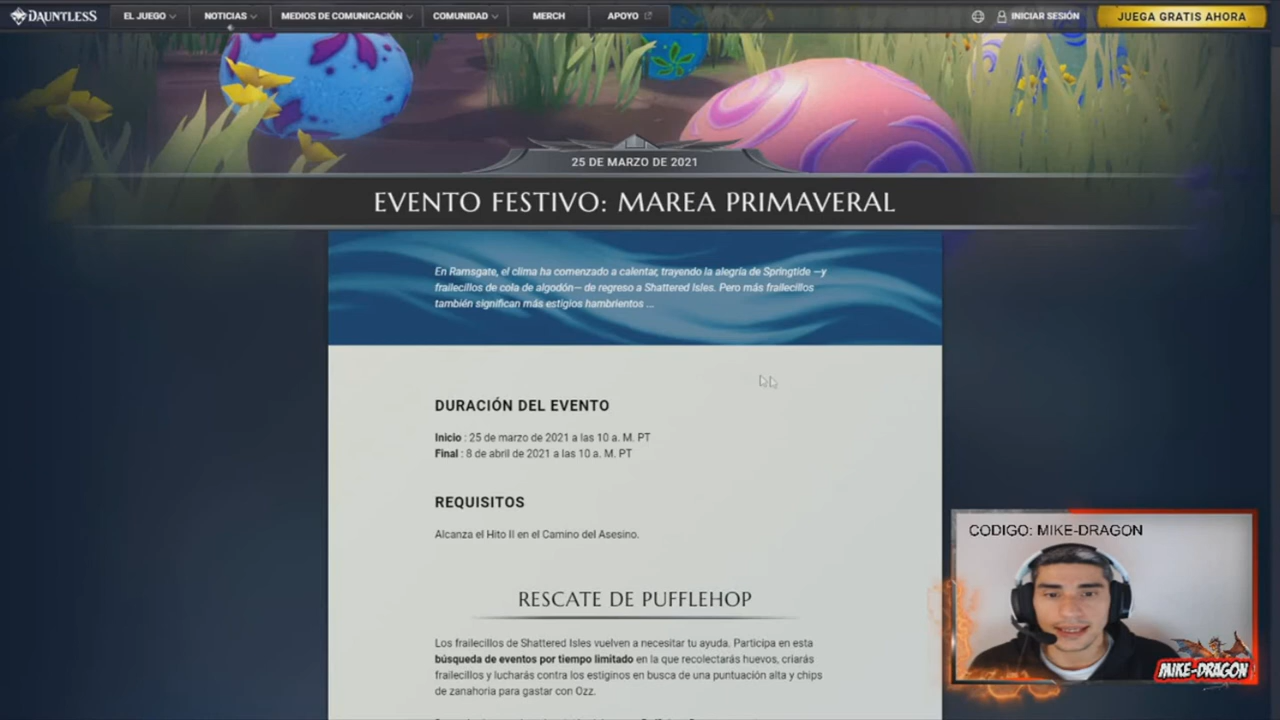 DAUNTLESS
EL JUEGO
NOTICIAS
MEDIOS DE COMUNICACIÓN
COMUNIDAD
MERCH
APOYO
INICIAR SESIÓN
JUEGA GRATIS AHORA
25 DE MARZO DE 2021
EVENTO FESTIVO: MAREA PRIMAVERAL
En Ramsgate, el clima ha comenzado a calentar, trayendo la alegría de Springtide —y
frailecillos de cola de algodón— de regreso a Shattered Isles. Pero más frailecillos
también significan más estigios hambrientos ...
DURACIÓN DEL EVENTO
Inicio : 25 de marzo de 2021 a las 10 a. M. PT
Final : 8 de abril de 2021 a las 10 a. M. PT
REQUISITOS
Alcanza el Hito II en el Camino del Asesino.
RESCATE DE PUFFLEHOP
Los frailecillos de Shattered Isles vuelven a necesitar tu ayuda. Participa en esta
búsqueda de eventos por tiempo limitado en la que recolectarás huevos, criarás
frailecillos y lucharás contra los estiginos en busca de una puntuación alta y chips
de zanahoria para gastar con Ozz.
CODIGO: MIKE-DRAGON
MIKE-DRAGON